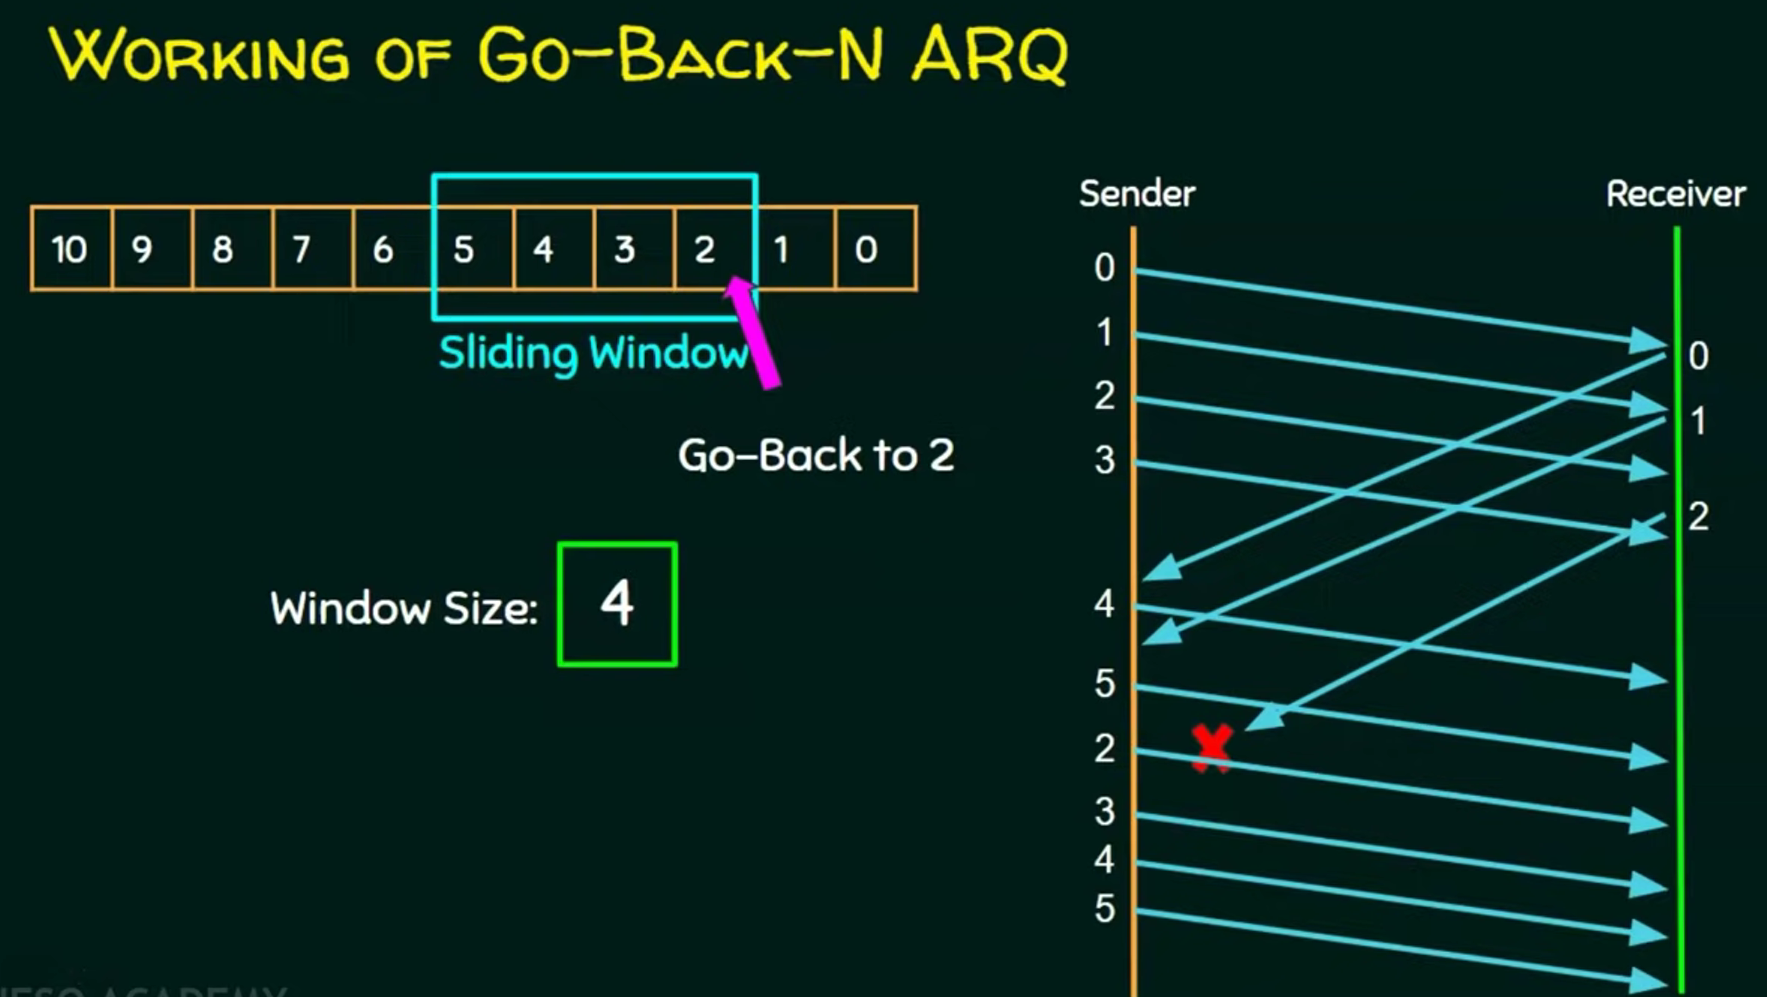 WORKING OF GO-BACK-N ARQ
10 9 8 7 6 5 4 3 2 1 0
Sliding Window
Go-Back to 2
Window Size: 4
Sender
Receiver
0
1
2
3
4
5
2
3
4
5
0
1
2
ACADEMY